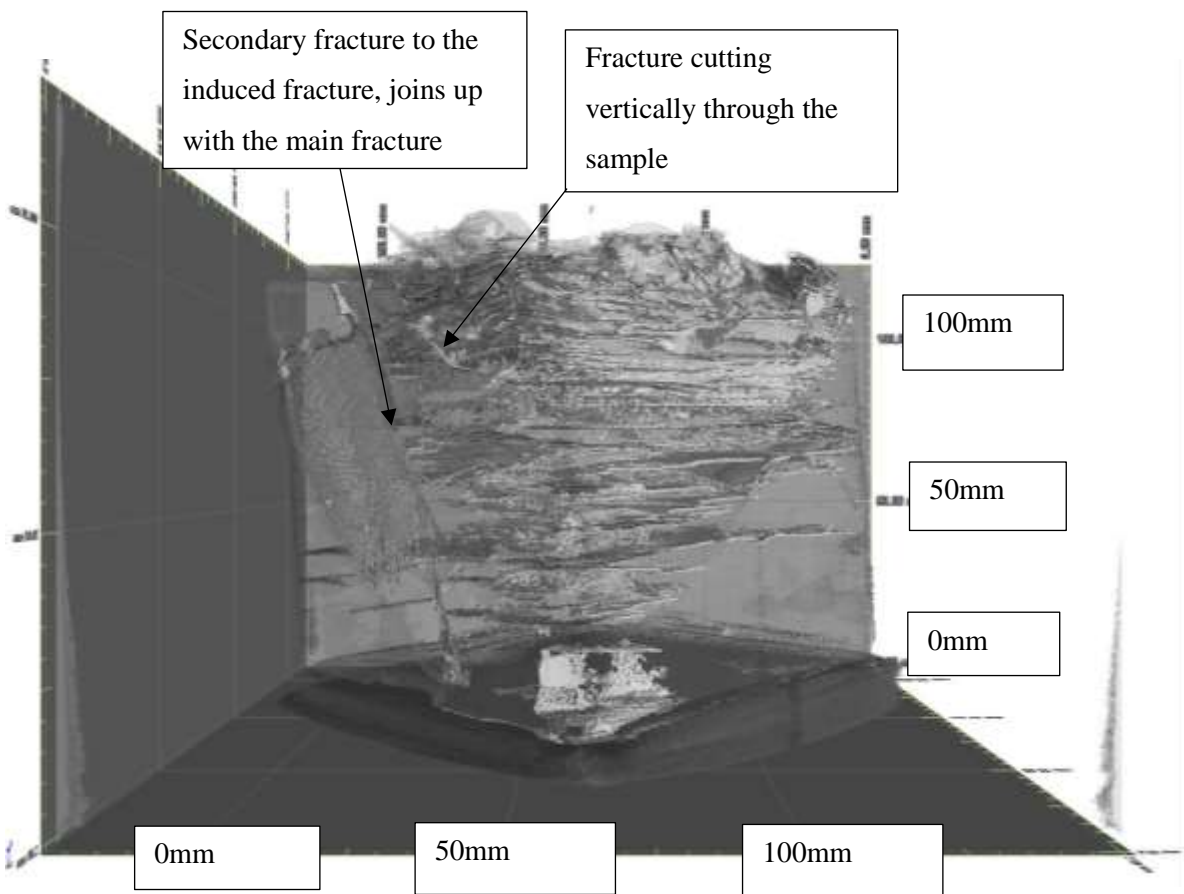 Secondary fracture to the
induced fracture, joins up
with the main fracture
Fracture cutting
vertically through the
sample
100mm
50mm
0mm
0mm
50mm
100mm